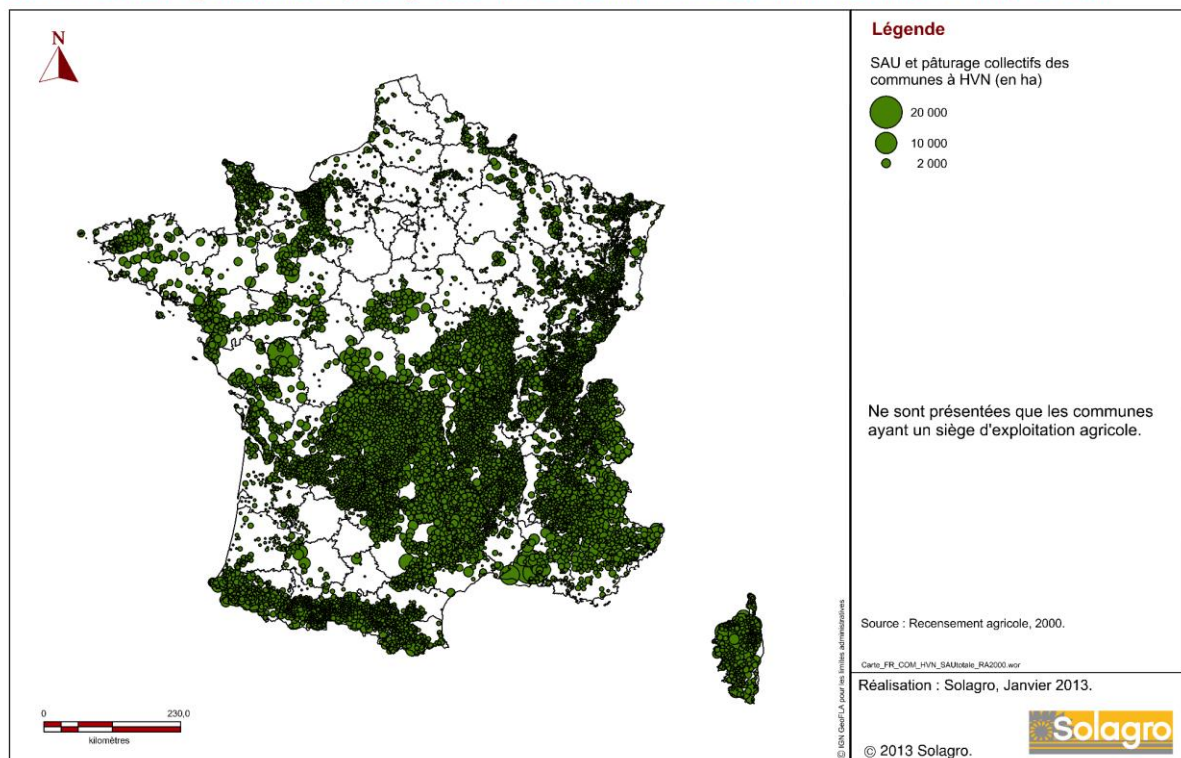 N
Légende
SAU et pâturage collectifs des
communes à HVN (en ha)
20 000
10 000
2 000
Ne sont présentées que les communes
ayant un siège d'exploitation agricole.
Source : Recensement agricole, 2000.
Carte_FR_COM_HVN_SAUtotale_RA2000.wor
Réalisation : Solagro, Janvier 2013.
© 2013 Solagro.
Solagro
0 230,0
kilomètres
© IGN GeoFLA pour les limites administratives